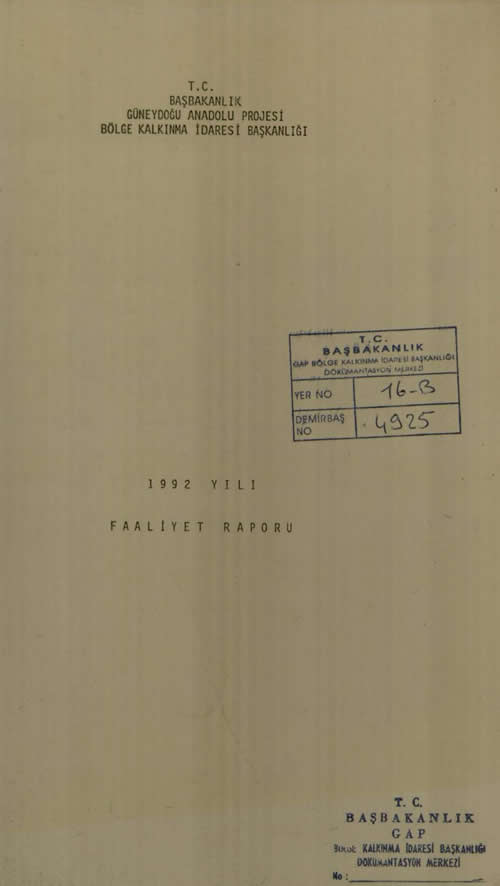 T.C.
BAŞBAKANLIK
GÜNEYDOĞU ANADOLU PROJESİ
BÖLGE KALKINMA İDARESİ BAŞKANLIĞI
T.C.
BAŞBAKANLIK
GAP BÖLGE KALKINMA İDARESİ BAŞKANLIĞI
DOKÜMANTASYON MERKEZİ
YER NO 16-B
DEMİRBAŞ NO 4925
1992 YILI
FAALİYET RAPORU
T. C.
BAŞBAKANLIK
GAP
BÖLGE KALKINMA İDARESİ BAŞKANLIĞI
DOKÜMANTASYON MERKEZİ
No :